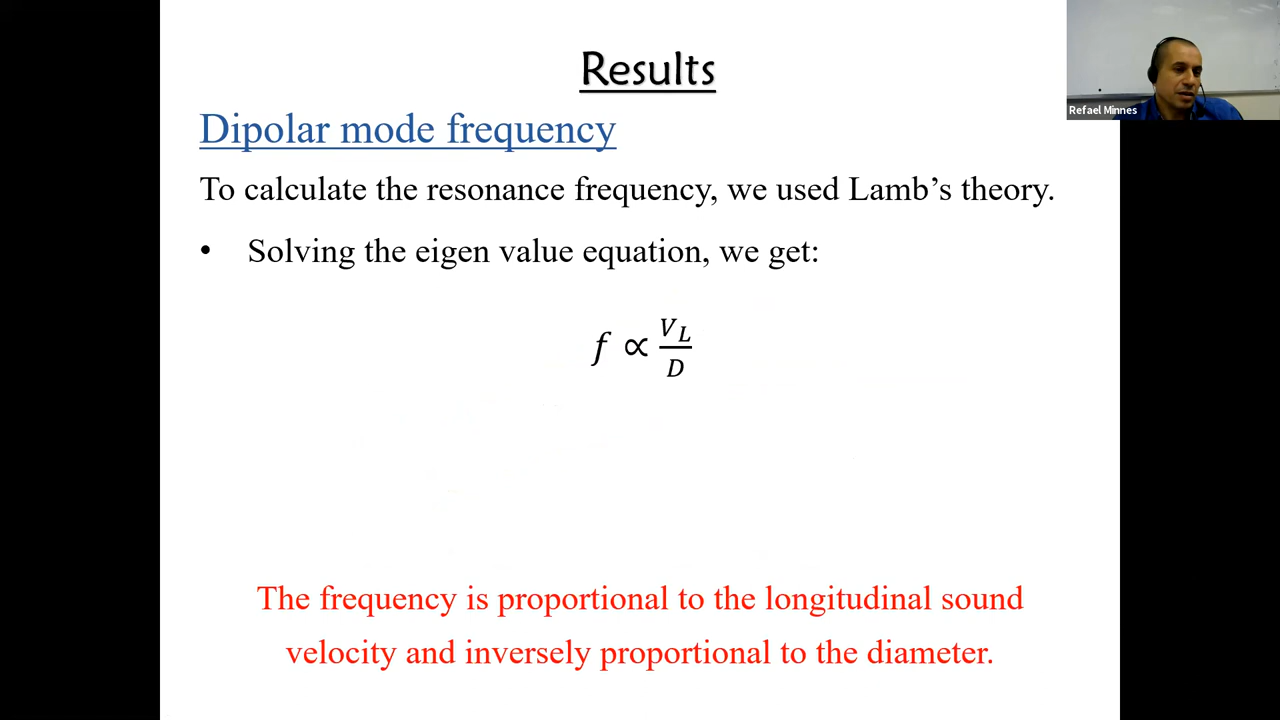 Results
Refael Minnes
Dipolar mode frequency
To calculate the resonance frequency, we used Lamb’s theory.
• Solving the eigen value equation, we get:
f ∝ V_L / D
The frequency is proportional to the longitudinal sound
velocity and inversely proportional to the diameter.